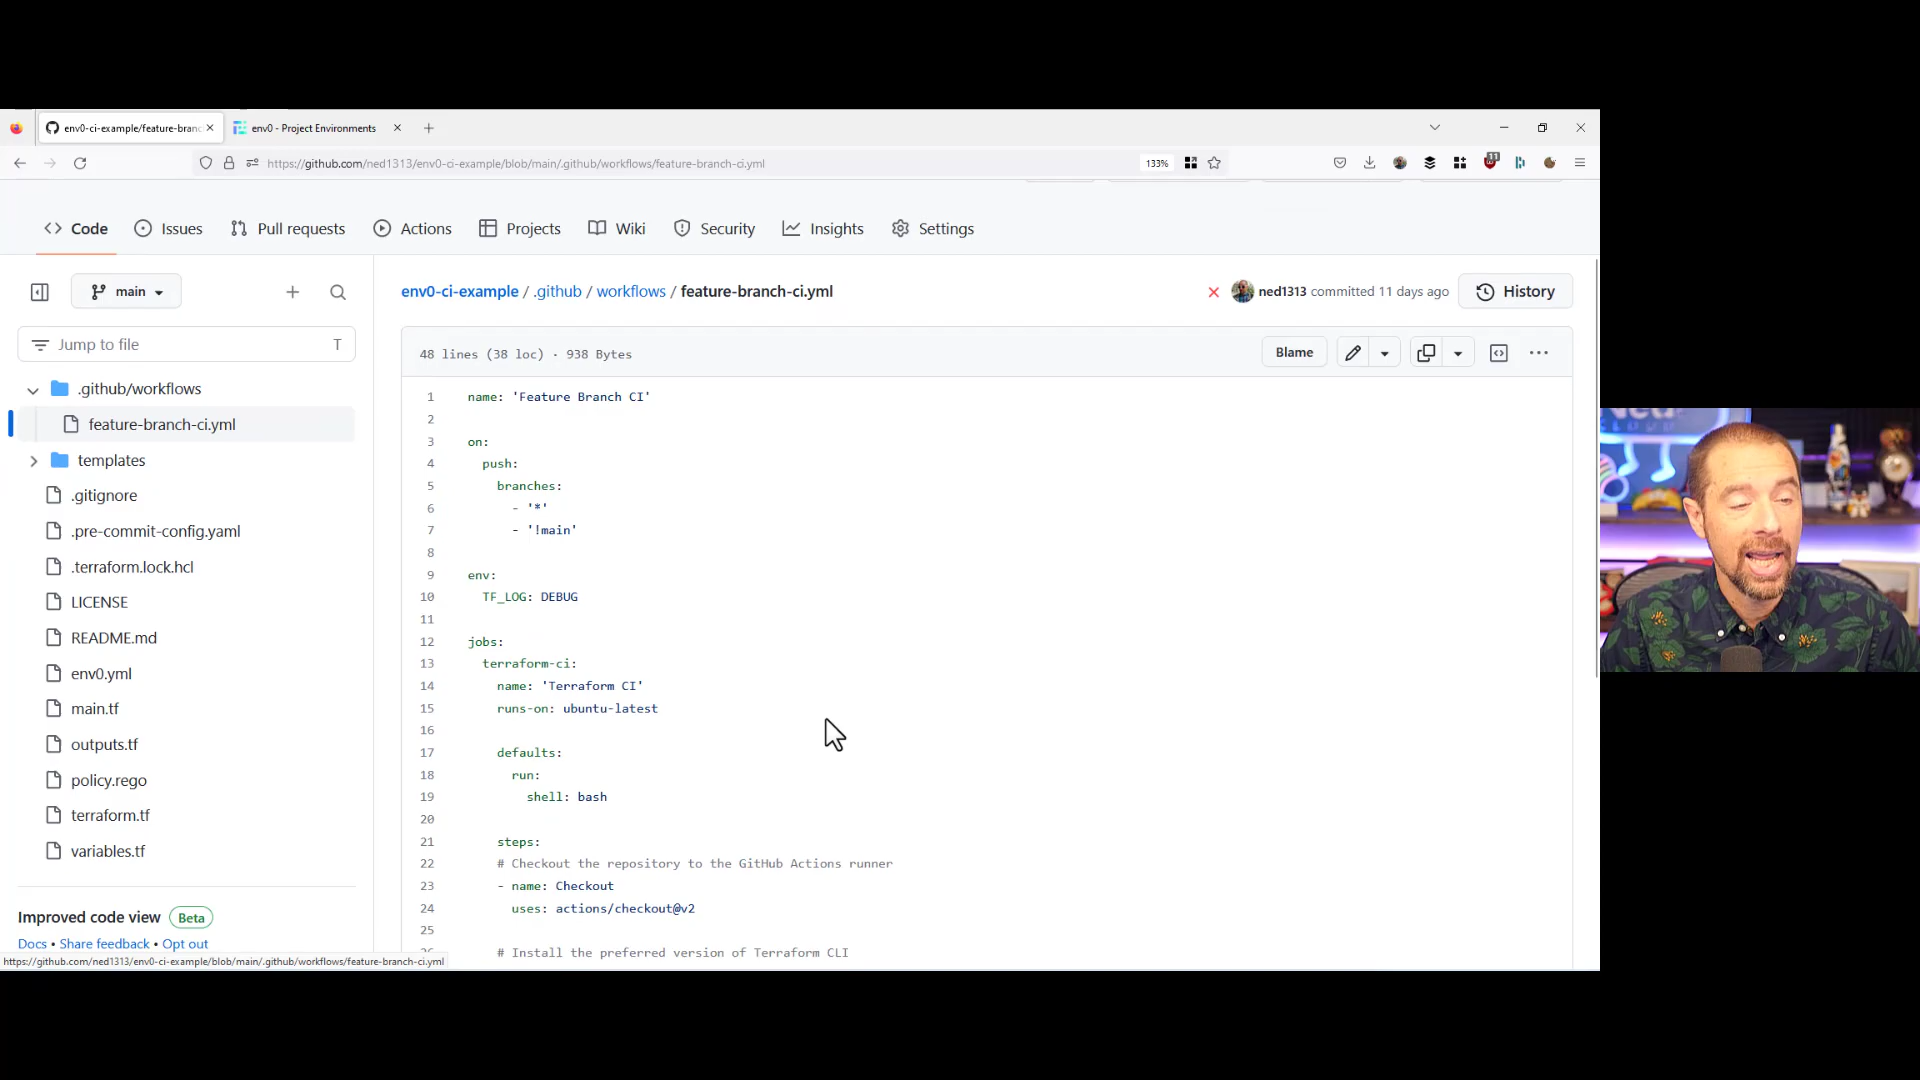 env0-ci-example/feature-branc
env0 - Project Environments
https://github.com/ned1313/env0-ci-example/blob/main/.github/workflows/feature-branch-ci.yml
133%
11
Code
Issues
Pull requests
Actions
Projects
Wiki
Security
Insights
Settings
main
env0-ci-example / .github / workflows / feature-branch-ci.yml
ned1313 committed 11 days ago
History
Jump to file
T
48 lines (38 loc) · 938 Bytes
Blame
.github/workflows
feature-branch-ci.yml
templates
.gitignore
.pre-commit-config.yaml
.terraform.lock.hcl
LICENSE
README.md
env0.yml
main.tf
outputs.tf
policy.rego
terraform.tf
variables.tf
Improved code view Beta
Docs • Share feedback • Opt out
https://github.com/ned1313/env0-ci-example/blob/main/.github/workflows/feature-branch-ci.yml
1 name: 'Feature Branch CI'
2
3 on:
4 push:
5 branches:
6 - '*'
7 - '!main'
8
9 env:
10 TF_LOG: DEBUG
11
12 jobs:
13 terraform-ci:
14 name: 'Terraform CI'
15 runs-on: ubuntu-latest
16
17 defaults:
18 run:
19 shell: bash
20
21 steps:
22 # Checkout the repository to the GitHub Actions runner
23 - name: Checkout
24 uses: actions/checkout@v2
25
26 # Install the preferred version of Terraform CLI